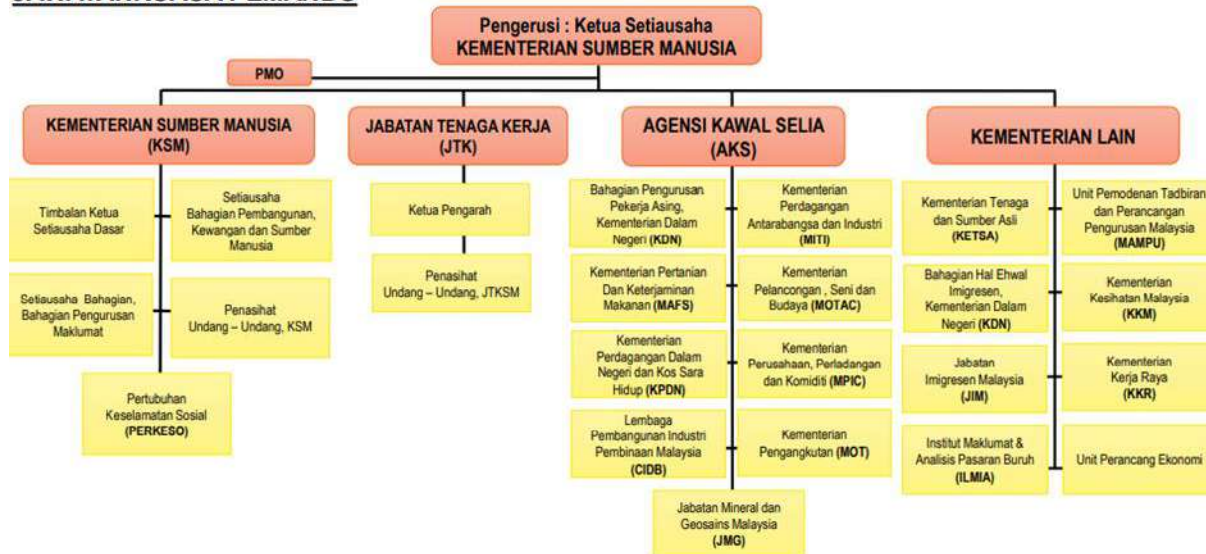 Pengerusi : Ketua Setiausaha
KEMENTERIAN SUMBER MANUSIA
PMO
KEMENTERIAN SUMBER MANUSIA
(KSM)
JABATAN TENAGA KERJA
(JTK)
AGENSI KAWAL SELIA
(AKS)
KEMENTERIAN LAIN
Timbalan Ketua
Setiausaha Dasar
Setiausaha
Bahagian Pembangunan,
Kewangan dan Sumber
Manusia
Setiausaha Bahagian,
Bahagian Pengurusan
Maklumat
Penasihat
Undang – Undang, KSM
Pertubuhan
Keselamatan Sosial
(PERKESO)
Ketua Pengarah
Penasihat
Undang – Undang, JTKSM
Bahagian Pengurusan
Pekerja Asing,
Kementerian Dalam
Negeri (KDN)
Kementerian
Perdagangan
Antarabangsa dan Industri
(MITI)
Kementerian Pertanian
Dan Keterjaminan
Makanan (MAFS)
Kementerian
Pelancongan , Seni dan
Budaya (MOTAC)
Kementerian
Perdagangan Dalam
Negeri dan Kos Sara
Hidup (KPDN)
Kementerian
Perusahaan, Perladangan
dan Komiditi (MPIC)
Lembaga
Pembangunan Industri
Pembinaan Malaysia
(CIDB)
Kementerian
Pengangkutan (MOT)
Jabatan Mineral dan
Geosains Malaysia
(JMG)
Kementerian Tenaga
dan Sumber Asli
(KETSA)
Unit Pemodenan Tadbiran
dan Perancangan
Pengurusan Malaysia
(MAMPU)
Bahagian Hal Ehwal
Imigresen,
Kementerian Dalam
Negeri (KDN)
Kementerian
Kesihatan Malaysia
(KKM)
Jabatan
Imigresen Malaysia
(JIM)
Kementerian
Kerja Raya
(KKR)
Institut Maklumat &
Analisis Pasaran Buruh
(ILMIA)
Unit Perancang Ekonomi